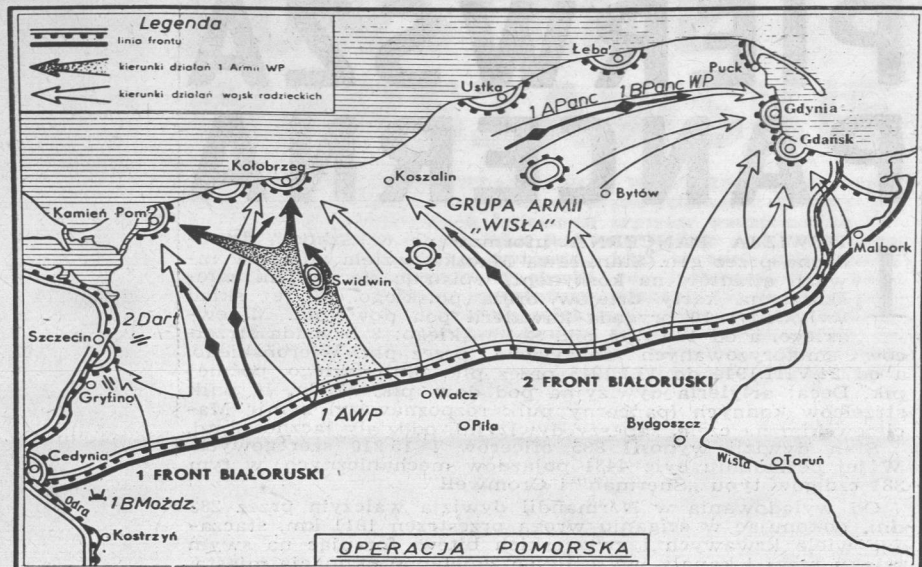 Legenda
linia frontu
kierunki działań 1 Armii WP
kierunki działań wojsk radzieckich
Łeba
Puck
Ustka
1 APanc 1 BPanc WP
Gdynia
Gdańsk
Kołobrzeg
Koszalin
Bytów
Kamień Pom.
GRUPA ARMII
„WISŁA”
Malbork
Świdwin
2 Dart
Szczecin
Gryfino
2 FRONT BIAŁORUSKI
Wałcz
1 AWP
Piła
Bydgoszcz
Cedynia
1 FRONT BIAŁORUSKI
Wisła
Toruń
Odra
1 BMożdz.
Kostrzyń
OPERACJA POMORSKA